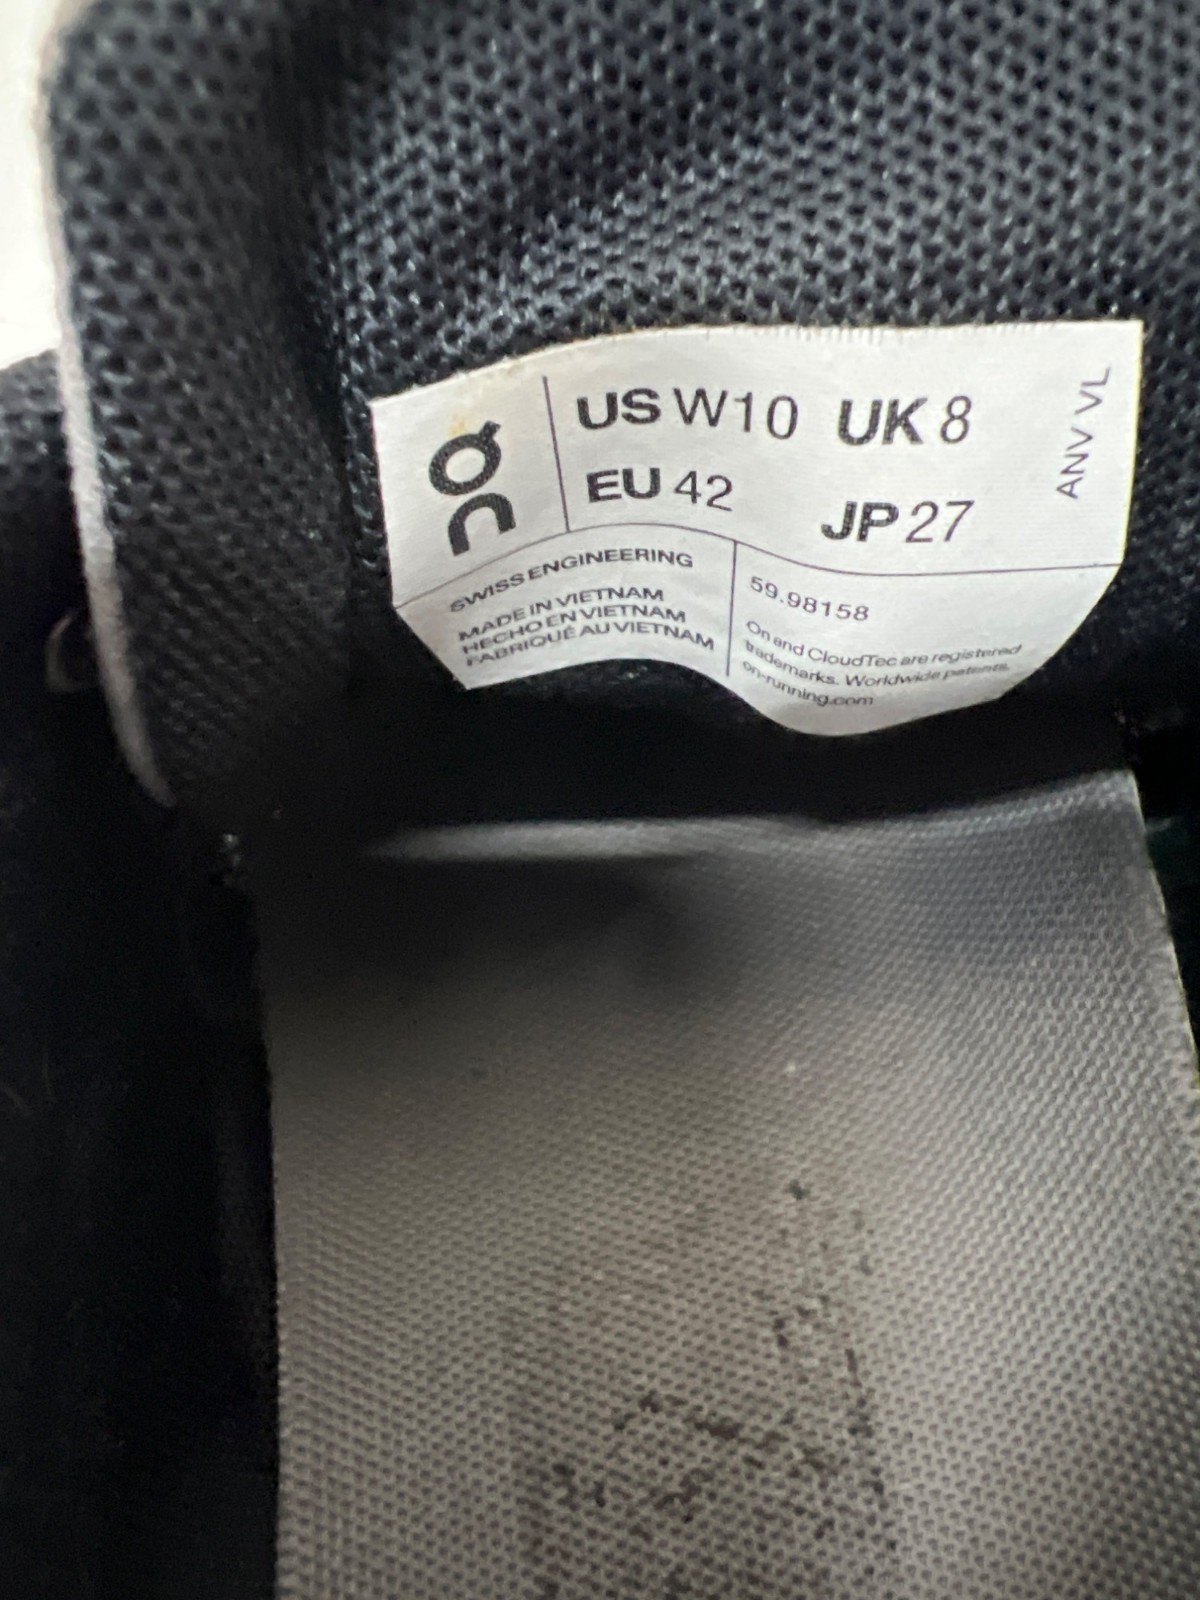 On
US W10 UK 8
EU 42 JP 27
ANV VL
SWISS ENGINEERING
MADE IN VIETNAM
HECHO EN VIETNAM
FABRIQUÉ AU VIETNAM
59.98158
On and CloudTec are registered
trademarks. Worldwide patents.
on-running.com